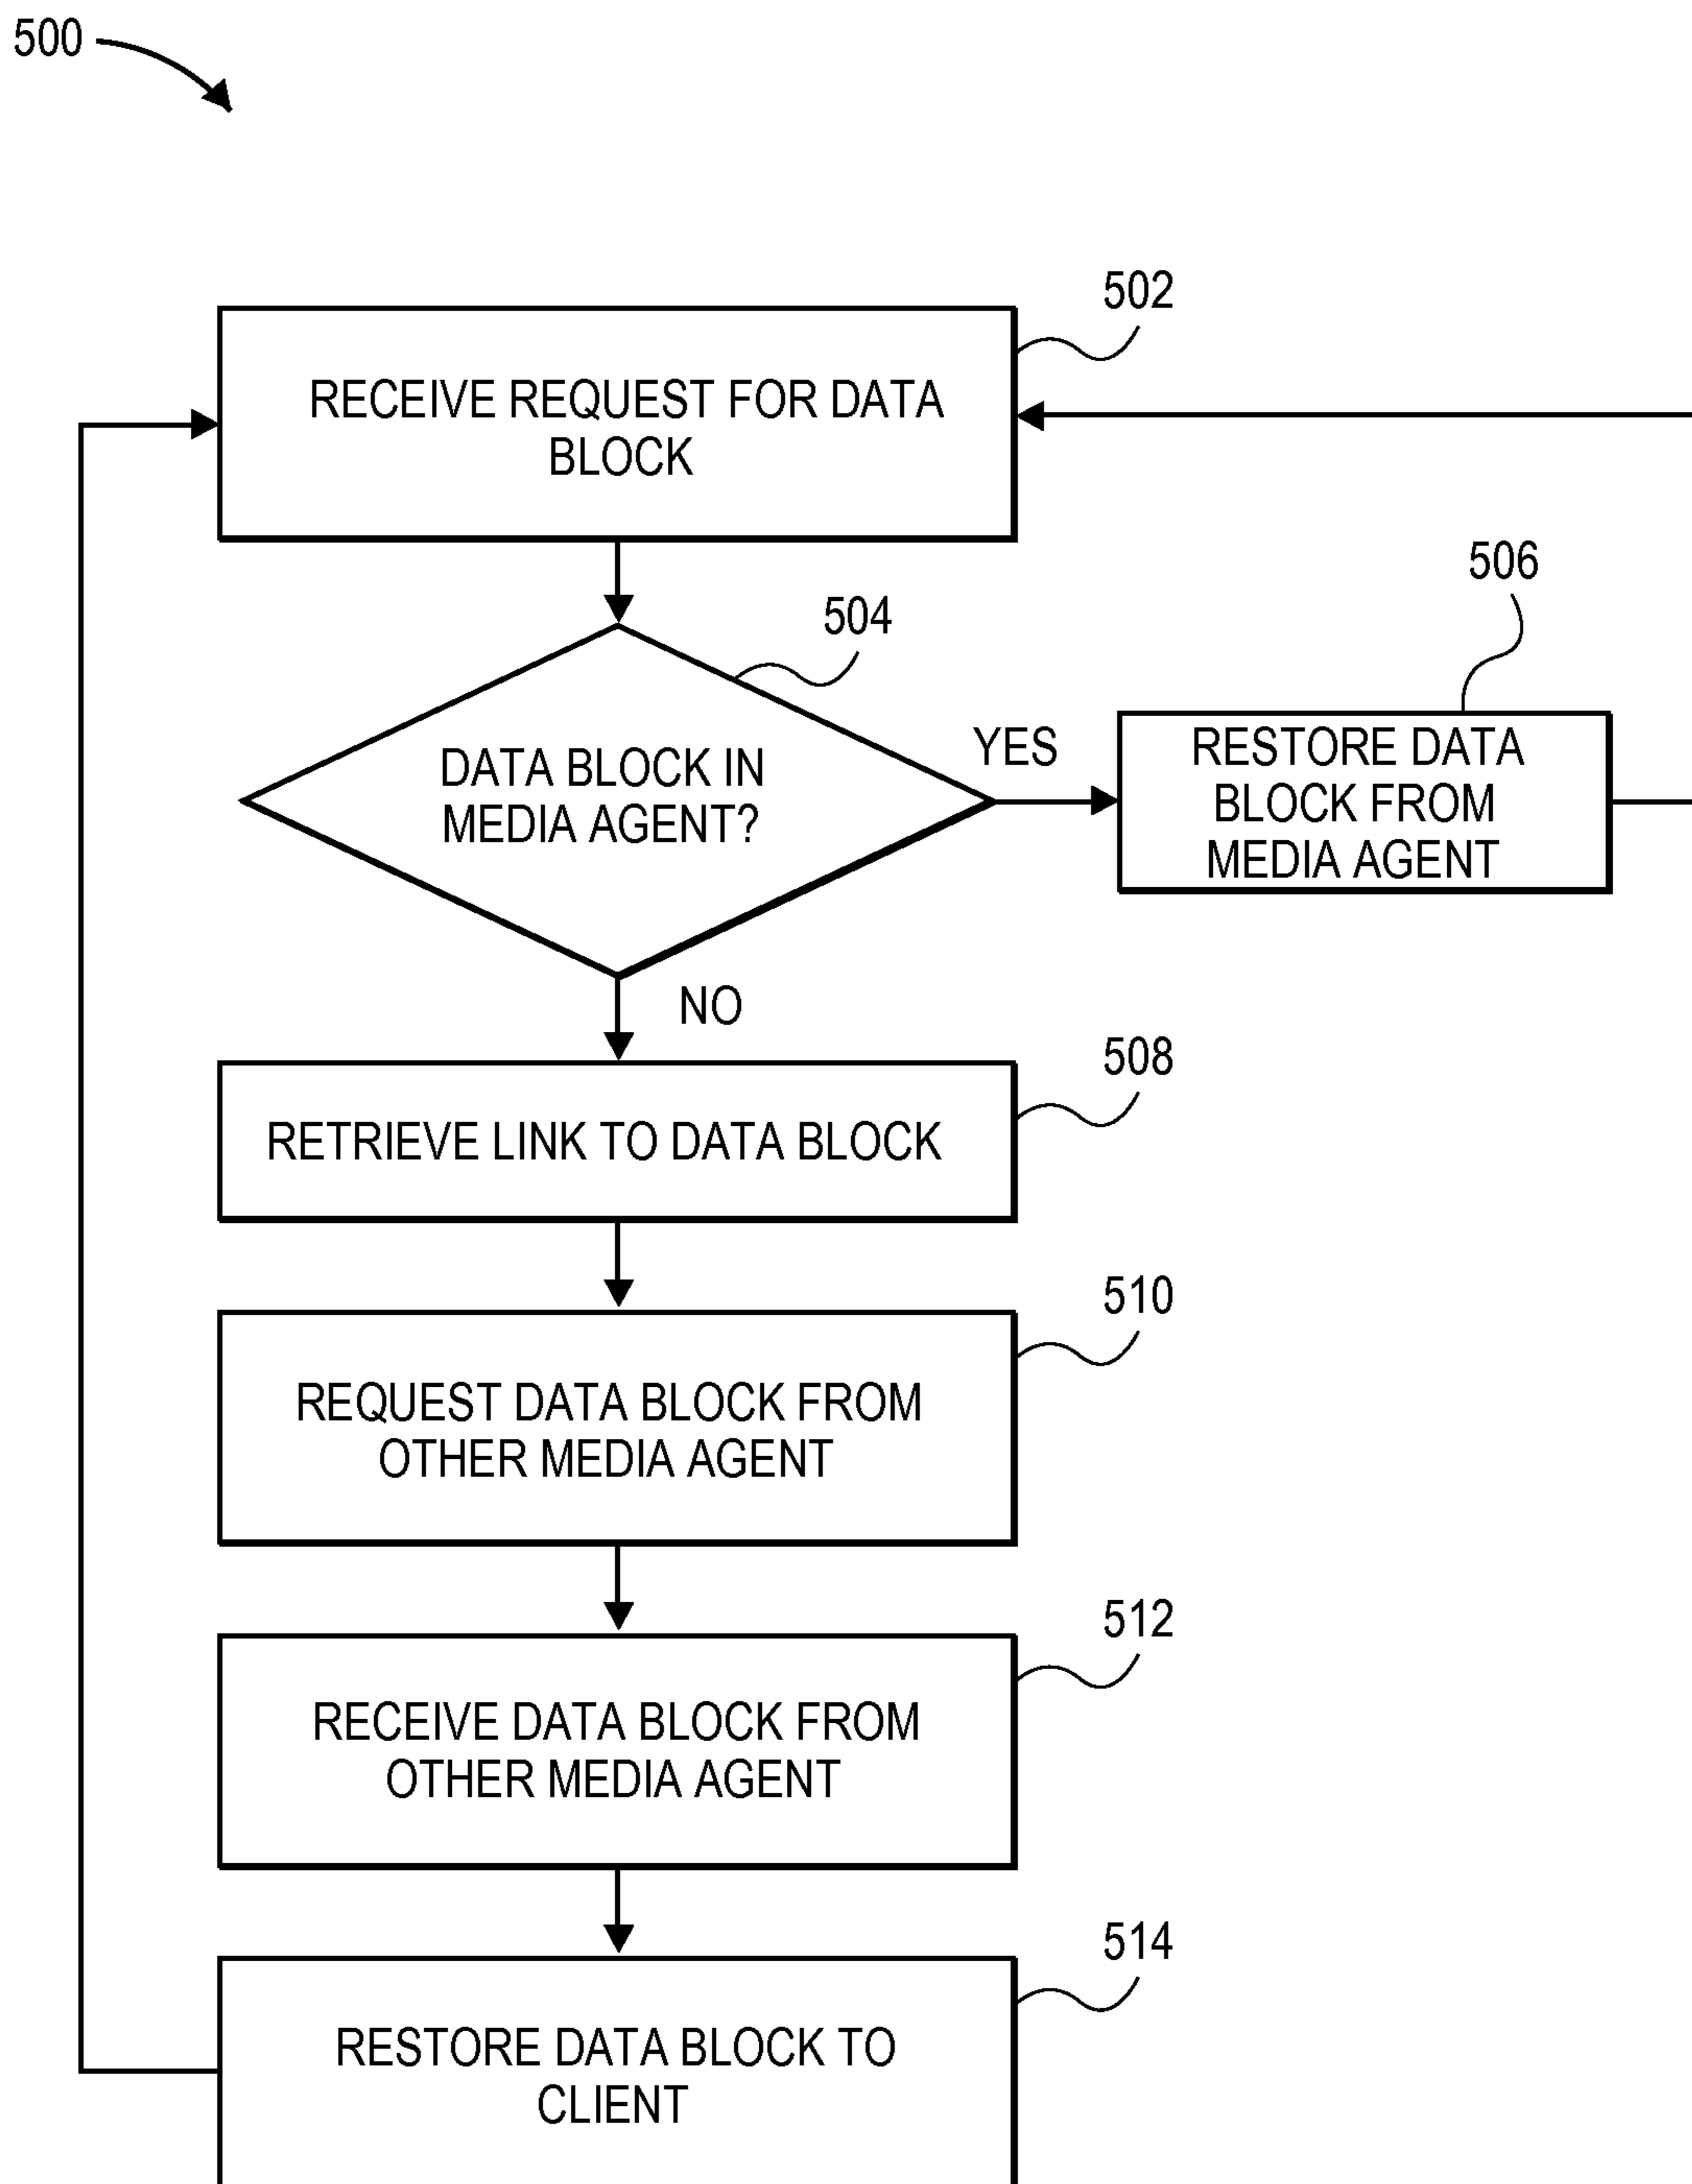 500
502
RECEIVE REQUEST FOR DATA
BLOCK
504
506
DATA BLOCK IN
MEDIA AGENT?
YES
RESTORE DATA
BLOCK FROM
MEDIA AGENT
NO
508
RETRIEVE LINK TO DATA BLOCK
510
REQUEST DATA BLOCK FROM
OTHER MEDIA AGENT
512
RECEIVE DATA BLOCK FROM
OTHER MEDIA AGENT
514
RESTORE DATA BLOCK TO
CLIENT